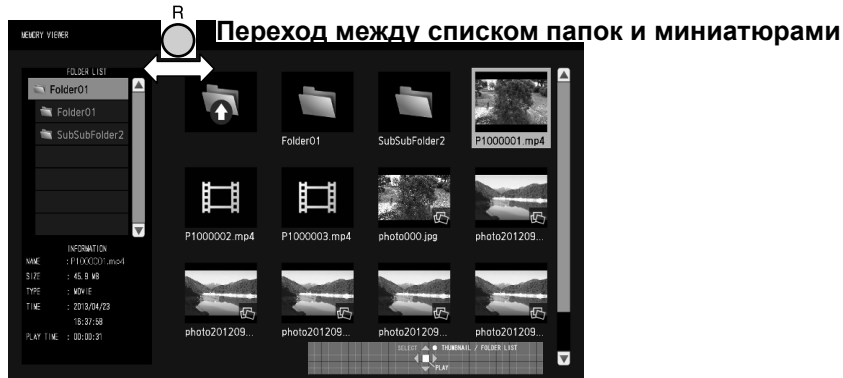 R
Переход между списком папок и миниатюрами
MEMORY VIEWER
FOLDER LIST
Folder01
Folder01
SubSubFolder2
Folder01
SubSubFolder2
P1000001.mp4
P1000002.mp4
P1000003.mp4
photo000.jpg
photo201209...
photo201209...
photo201209...
photo201209...
photo201209...
INFORMATION
NAME : P1000001.mp4
SIZE : 45.9 MB
TYPE : MOVIE
TIME : 2013/04/23
16:37:58
PLAY TIME : 00:00:31
SELECT THUMBNAIL / FOLDER LIST
PLAY